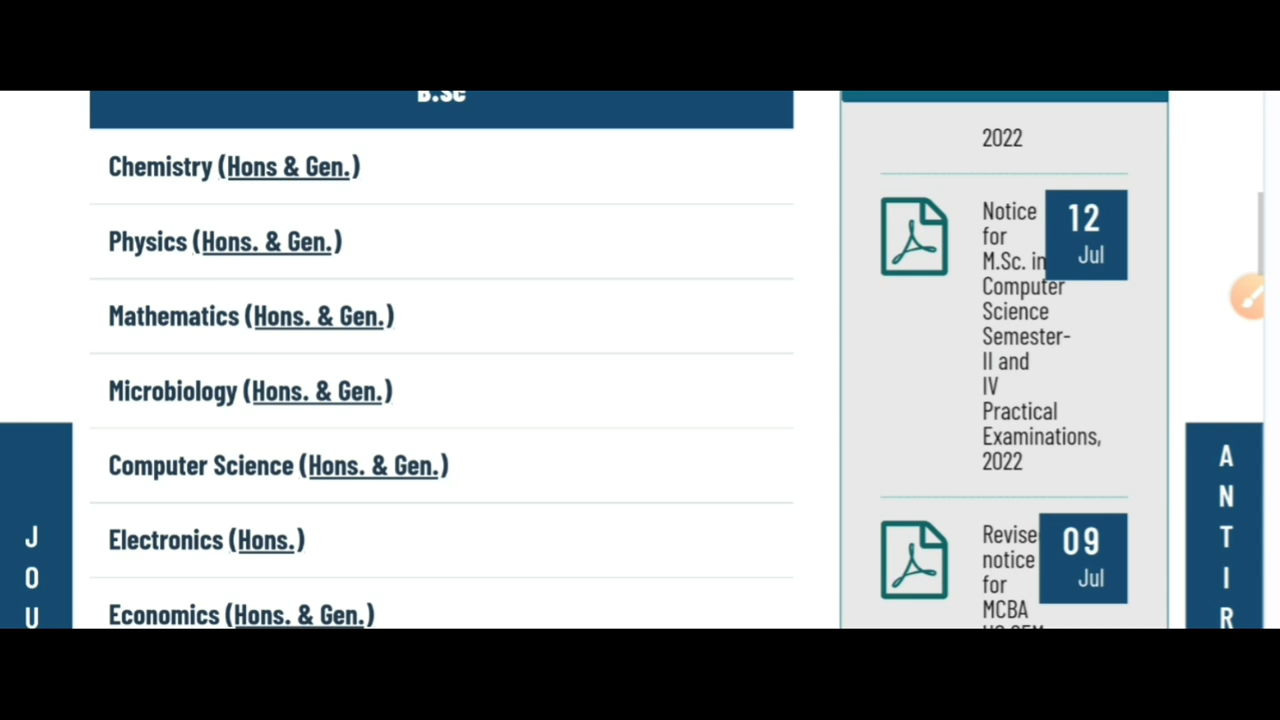 B.Sc
Chemistry (Hons & Gen.)
Physics (Hons. & Gen.)
Mathematics (Hons. & Gen.)
Microbiology (Hons. & Gen.)
Computer Science (Hons. & Gen.)
Electronics (Hons.)
Economics (Hons. & Gen.)
2022
Notice
for
M.Sc. in
Computer
Science
Semester-
II and
IV
Practical
Examinations,
2022
12
Jul
Revise
notice
for
MCBA
09
Jul
J
O
U
A
N
T
I
R